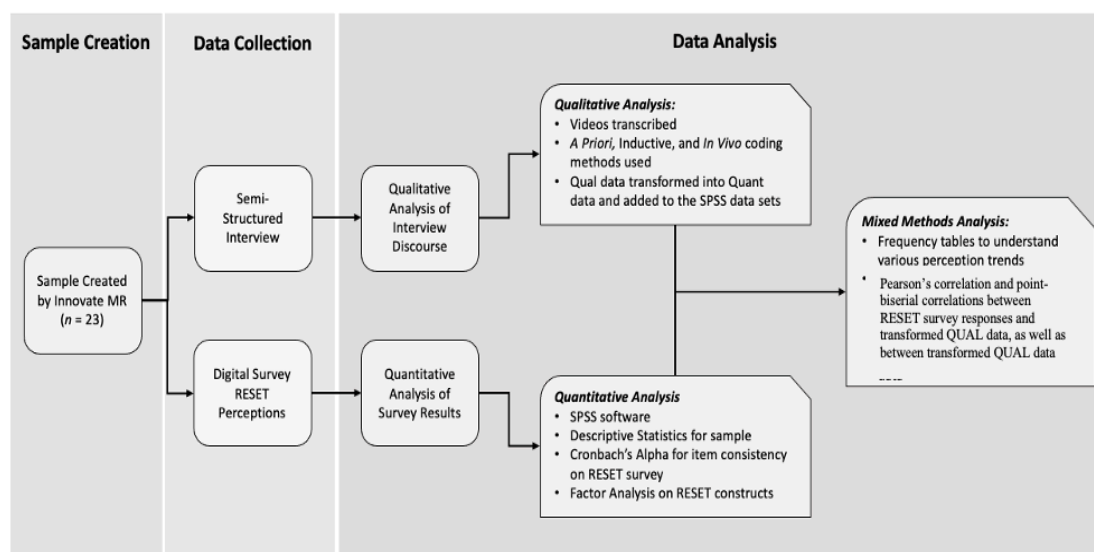 Sample Creation
Data Collection
Data Analysis
Sample Created
by Innovate MR
(n = 23)
Semi-
Structured
Interview
Digital Survey
RESET
Perceptions
Qualitative
Analysis of
Interview
Discourse
Quantitative
Analysis of
Survey Results
Qualitative Analysis:
• Videos transcribed
• A Priori, Inductive, and In Vivo coding
methods used
• Qual data transformed into Quant
data and added to the SPSS data sets
Quantitative Analysis
• SPSS software
• Descriptive Statistics for sample
• Cronbach's Alpha for item consistency
on RESET survey
• Factor Analysis on RESET constructs
Mixed Methods Analysis:
• Frequency tables to understand
various perception trends
• Pearson's correlation and point-
biserial correlations between
RESET survey responses and
transformed QUAL data, as well as
between transformed QUAL data